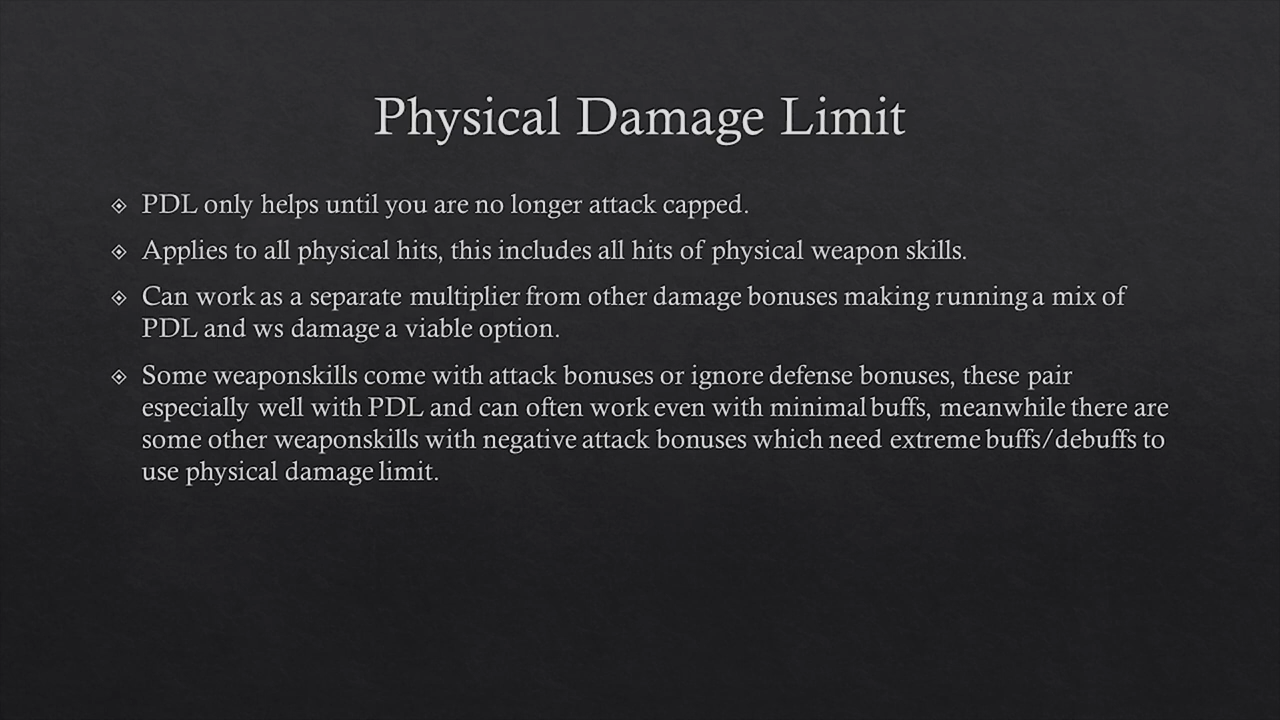 Physical Damage Limit
PDL only helps until you are no longer attack capped.
Applies to all physical hits, this includes all hits of physical weapon skills.
Can work as a separate multiplier from other damage bonuses making running a mix of
PDL and ws damage a viable option.
Some weaponskills come with attack bonuses or ignore defense bonuses, these pair
especially well with PDL and can often work even with minimal buffs, meanwhile there are
some other weaponskills with negative attack bonuses which need extreme buffs/debuffs to
use physical damage limit.